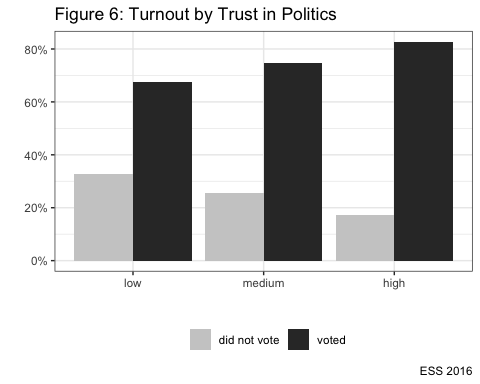 Figure 6: Turnout by Trust in Politics
80%
60%
40%
20%
0%
low medium high
did not vote voted
ESS 2016